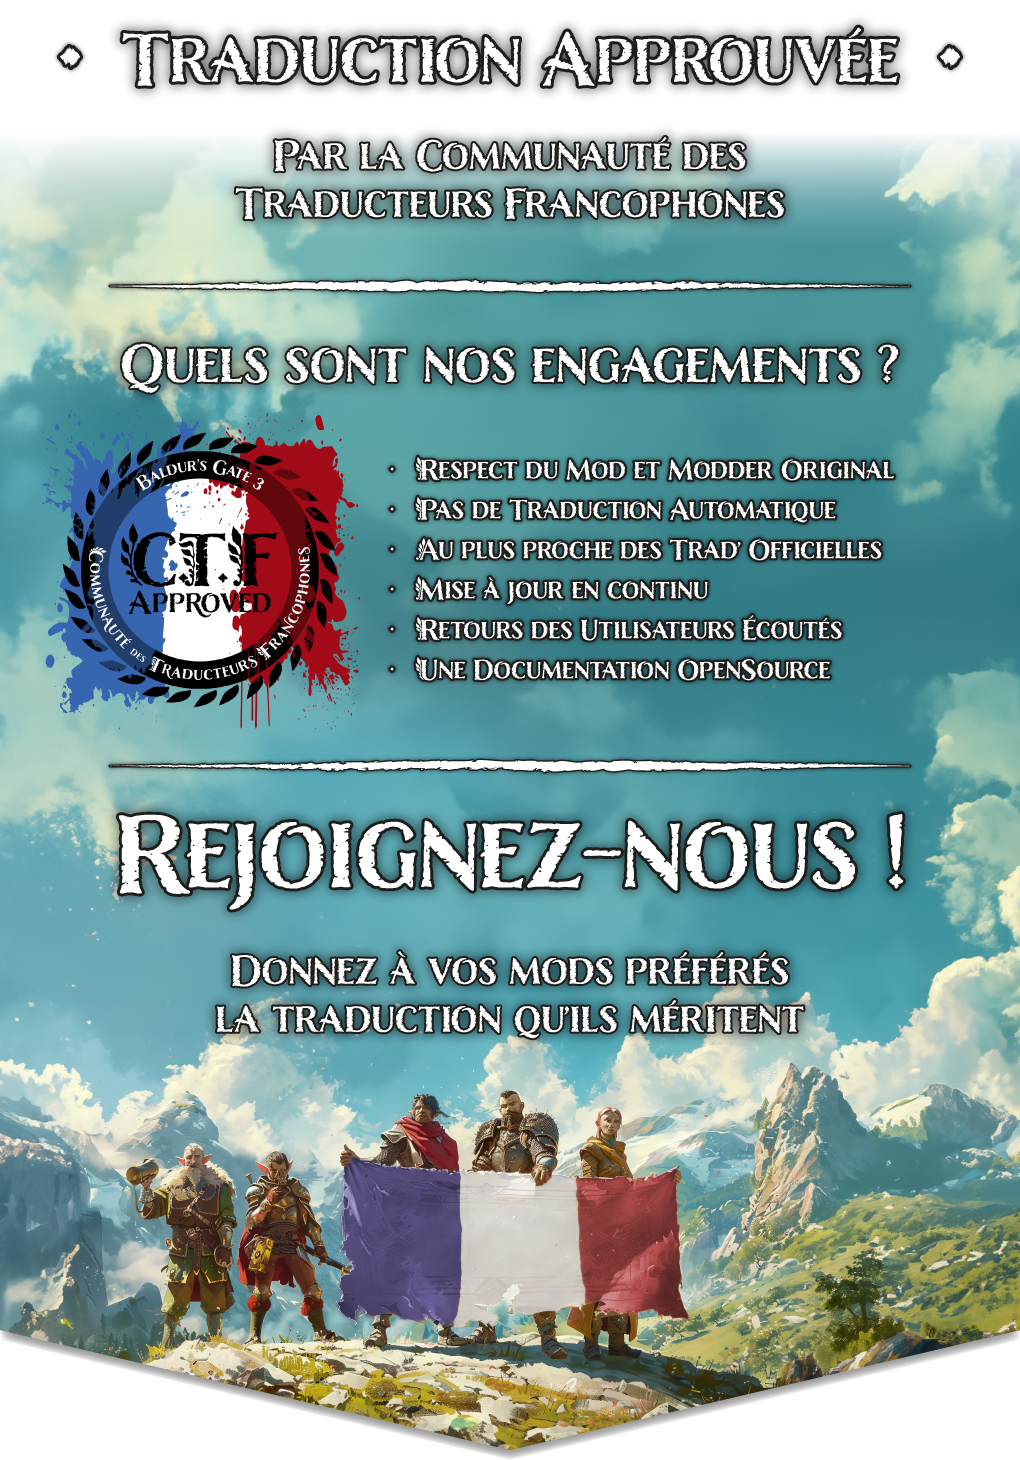 Traduction Approuvée
Par la Communauté des
Traducteurs Francophones
Quels sont nos engagements ?
Baldur's Gate 3
C.T.F
Approved
Communauté des Traducteurs Francophones
· Respect du Mod et Modder Original
· Pas de Traduction Automatique
· Au plus proche des Trad' Officielles
· Mise à jour en continu
· Retours des Utilisateurs Écoutés
· Une Documentation OpenSource
Rejoignez-nous !
Donnez à vos mods préférés
la traduction qu'ils méritent